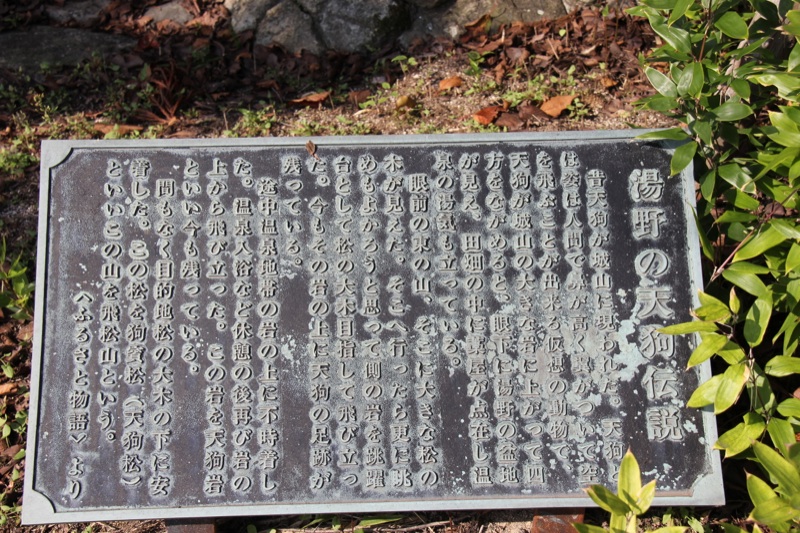 湯野の天狗伝説
昔天狗が城山に現われた。天狗と
は姿は人間で鼻が高く翼がついて空
を飛ぶことが出来る仮想の動物で、
天狗が城山の大きな岩に上がって四
方をながめると、眼下に湯野の盆地
が見え、田畑の中に藁屋が点在し温
泉の湯気も立っている。
眼前の東の山、そこに大きな松の
木が見えた。そこへ行ったら更に眺
めもよかろうと思って側の岩を跳躍
台として松の大木目指して飛び立っ
た。今もその岩の上に天狗の足跡が
残っている。
途中温泉地帯の岩の上に不時着し
た。温泉入浴など休憩の後再び岩の
上から飛び立った。この岩を天狗岩
といい今も残っている。
間もなく目的地松の大木の下に安
着した。この松を狗賓松(天狗松)
といいこの山を飛松山という。
〈ふるさと物語〉より